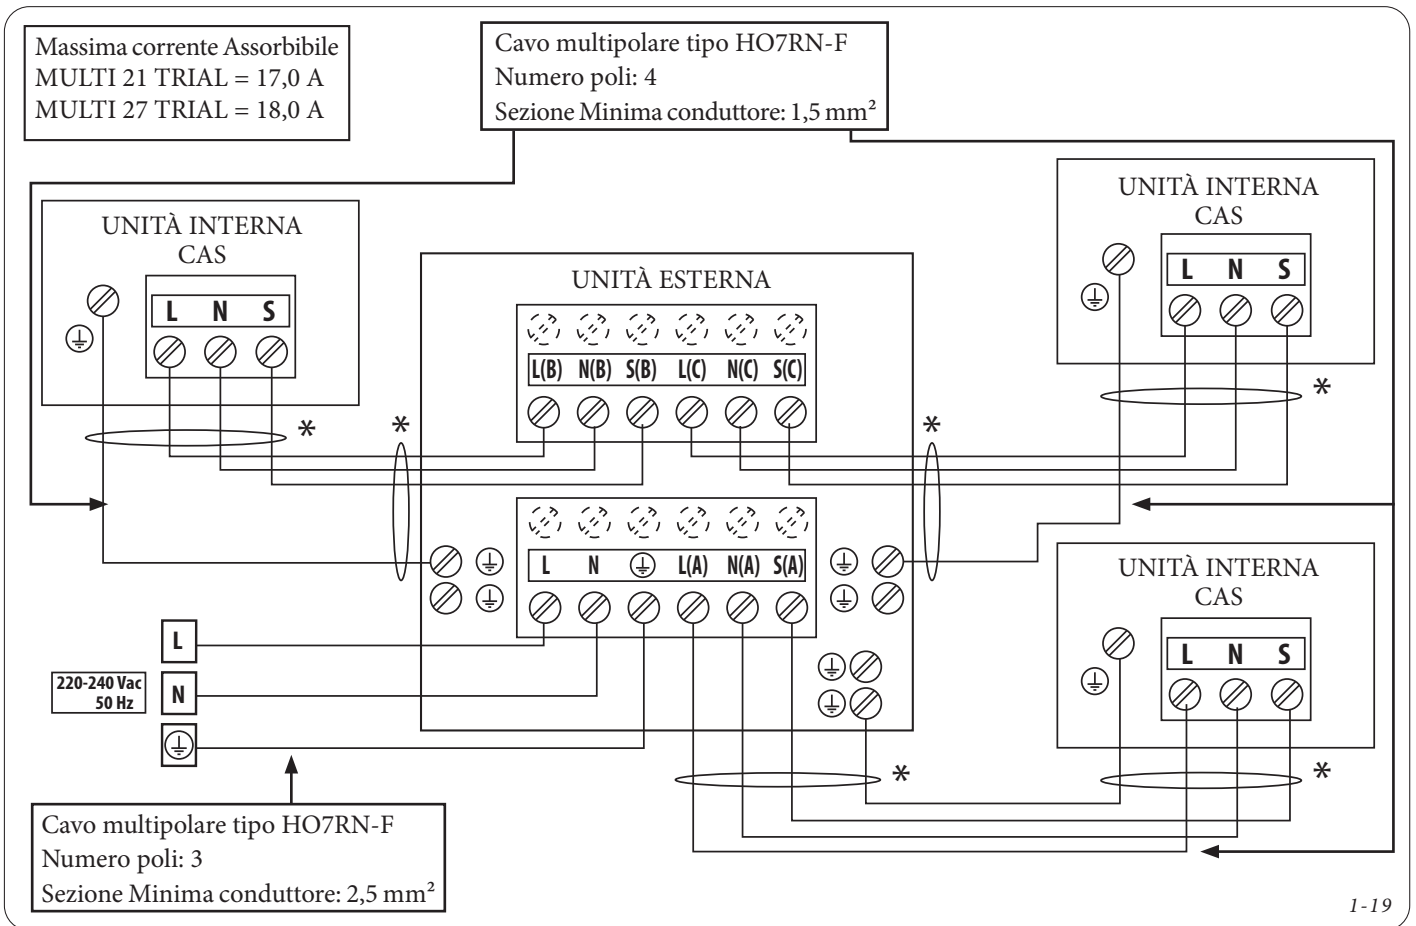 Massima corrente Assorbibile
MULTI 21 TRIAL = 17,0 A
MULTI 27 TRIAL = 18,0 A
Cavo multipolare tipo HO7RN-F
Numero poli: 4
Sezione Minima conduttore: 1,5 mm²
UNITÀ INTERNA
CAS
L N S
*
UNITÀ ESTERNA
L(B) N(B) S(B) L(C) N(C) S(C)
*
*
L N L(A) N(A) S(A)
*
UNITÀ INTERNA
CAS
L N S
*
UNITÀ INTERNA
CAS
L N S
*
L
220-240 Vac
50 Hz
N
Cavo multipolare tipo HO7RN-F
Numero poli: 3
Sezione Minima conduttore: 2,5 mm²
1-19